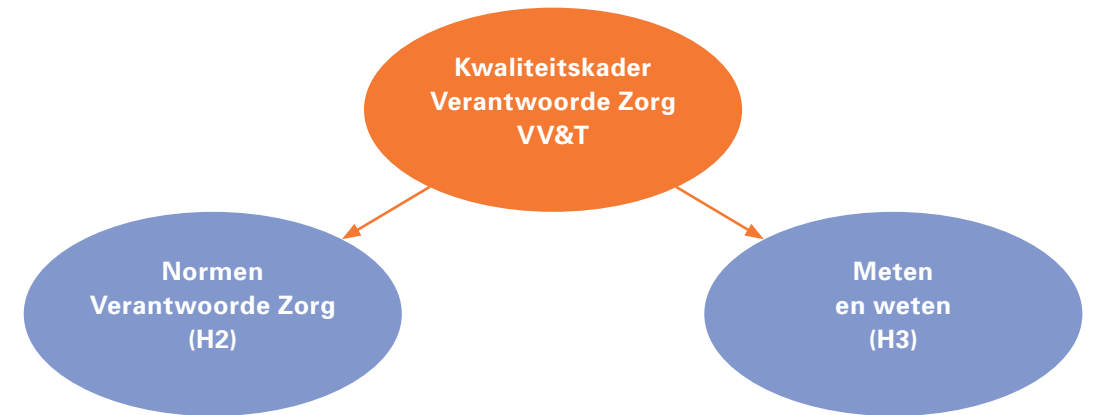 Kwaliteitskader
Verantwoorde Zorg
VV&T
Normen
Verantwoorde Zorg
(H2)
Meten
en weten
(H3)